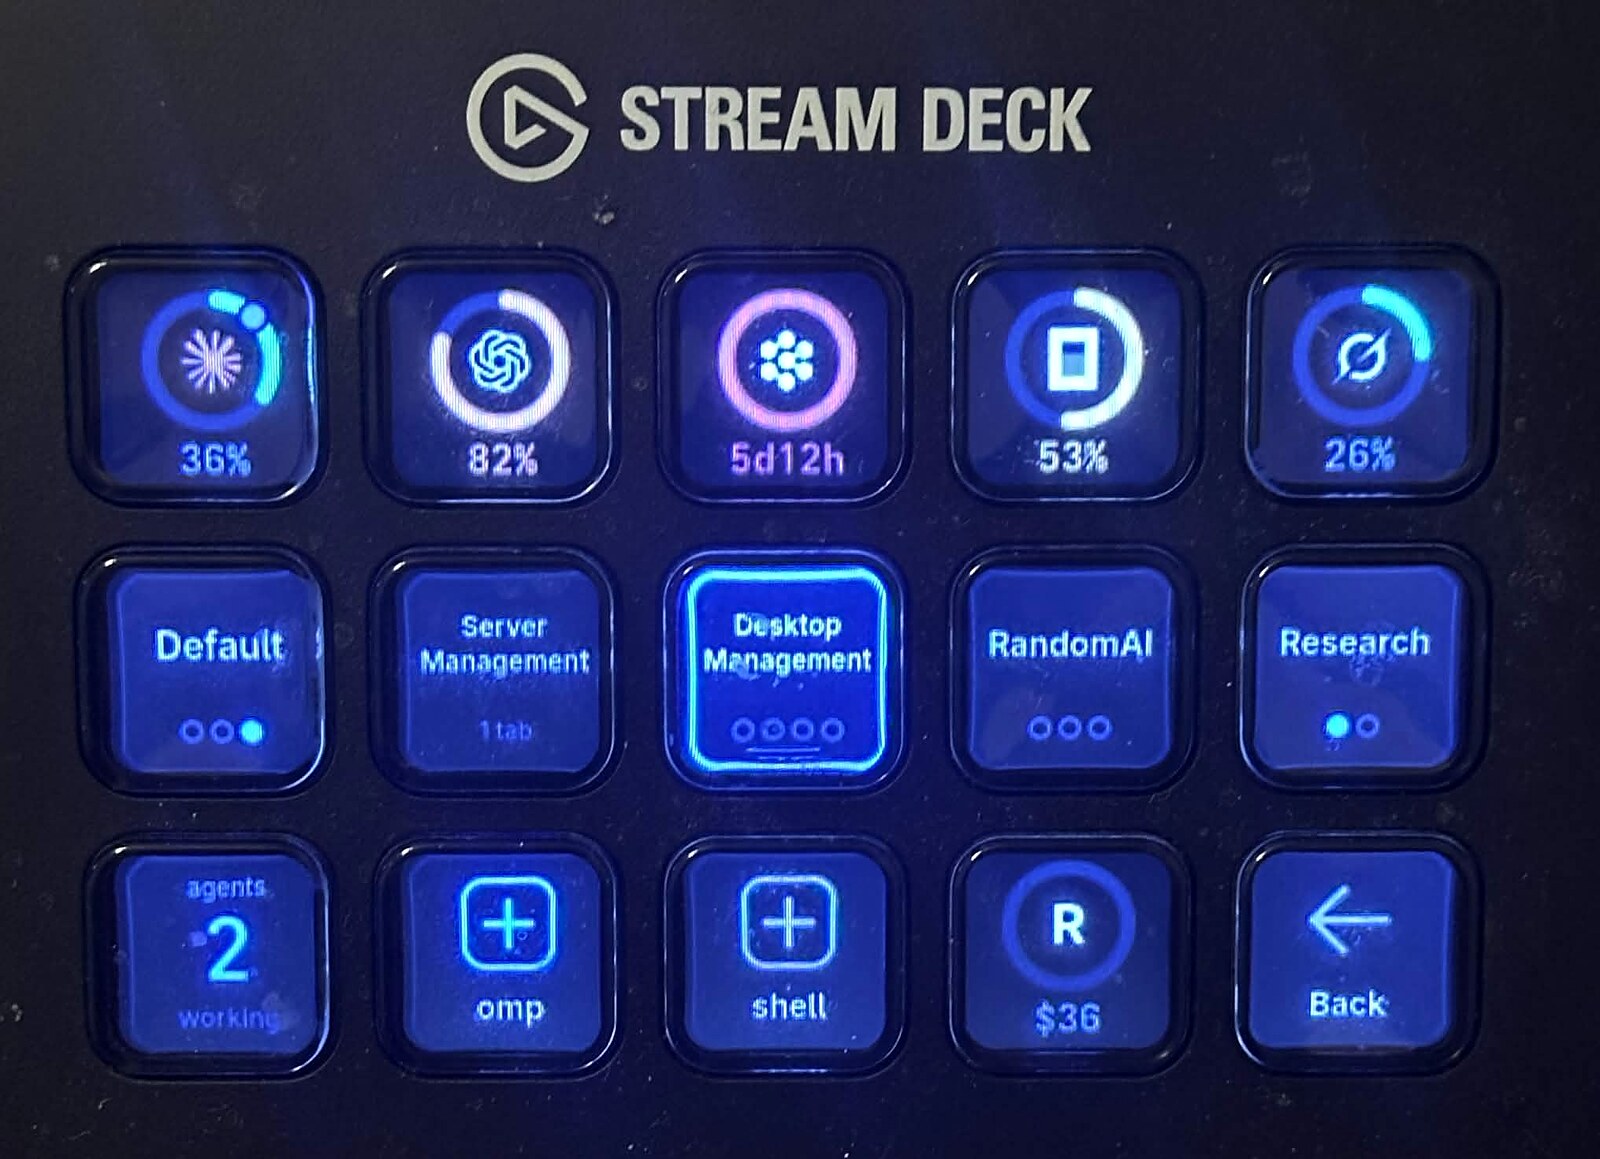 STREAM DECK
36%
82%
5d12h
53%
26%
Default
Server
Management
1 tab
Desktop
Management
RandomAI
Research
agents
2
working
omp
shell
R
$36
Back